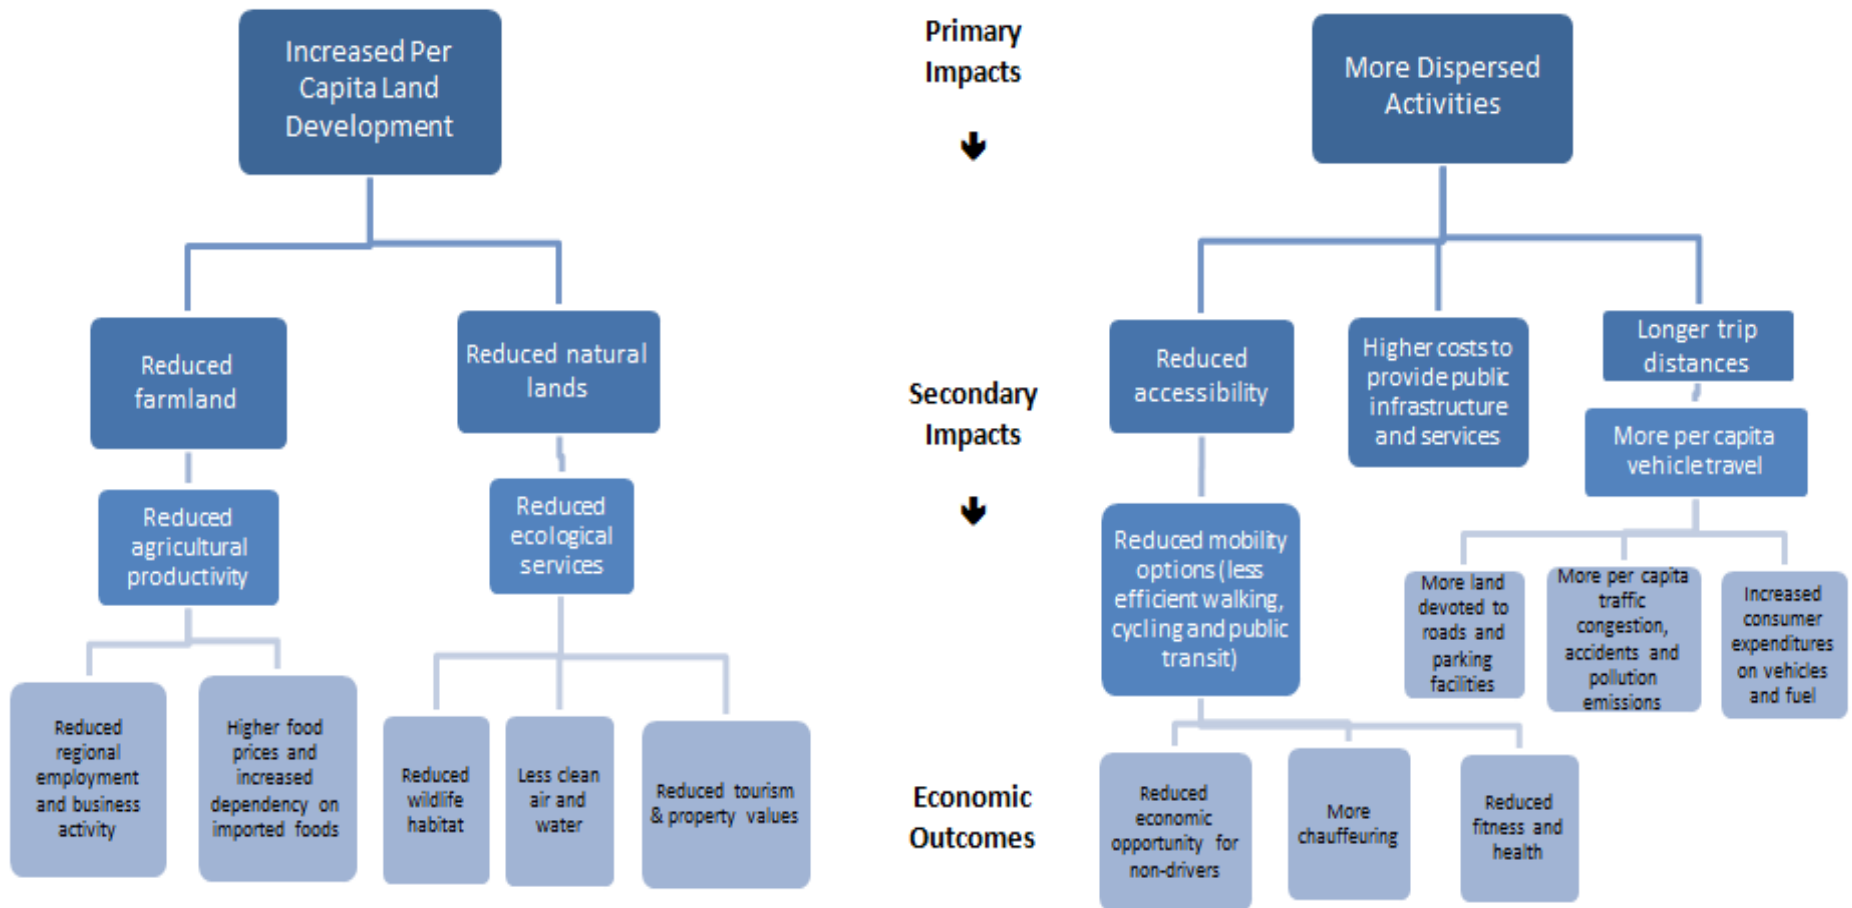 Increased Per
Capita Land
Development
Primary
Impacts
More Dispersed
Activities
Reduced
farmland
Reduced natural
lands
Secondary
Impacts
Reduced
accessibility
Higher costs to
provide public
infrastructure
and services
Longer trip
distances
More per capita
vehicle travel
Reduced
agricultural
productivity
Reduced
ecological
services
Reduced mobility
options (less
efficient walking,
cycling and public
transit)
More land
devoted to
roads and
parking
facilities
More per capita
traffic
congestion,
accidents and
pollution
emissions
Increased
consumer
expenditures
on vehicles
and fuel
Reduced
regional
employment
and business
activity
Higher food
prices and
increased
dependency on
imported foods
Reduced
wildlife
habitat
Less clean
air and
water
Reduced tourism
& property values
Economic
Outcomes
Reduced
economic
opportunity for
non-drivers
More
chauffeuring
Reduced
fitness and
health